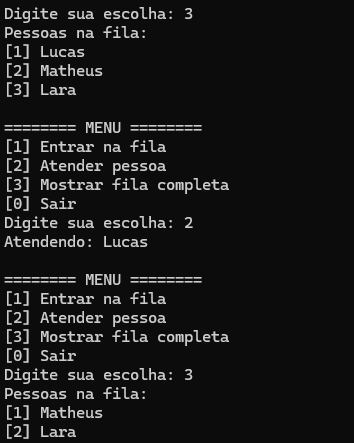 Digite sua escolha: 3
Pessoas na fila:
[1] Lucas
[2] Matheus
[3] Lara
======== MENU ========
[1] Entrar na fila
[2] Atender pessoa
[3] Mostrar fila completa
[0] Sair
Digite sua escolha: 2
Atendendo: Lucas
======== MENU ========
[1] Entrar na fila
[2] Atender pessoa
[3] Mostrar fila completa
[0] Sair
Digite sua escolha: 3
Pessoas na fila:
[1] Matheus
[2] Lara